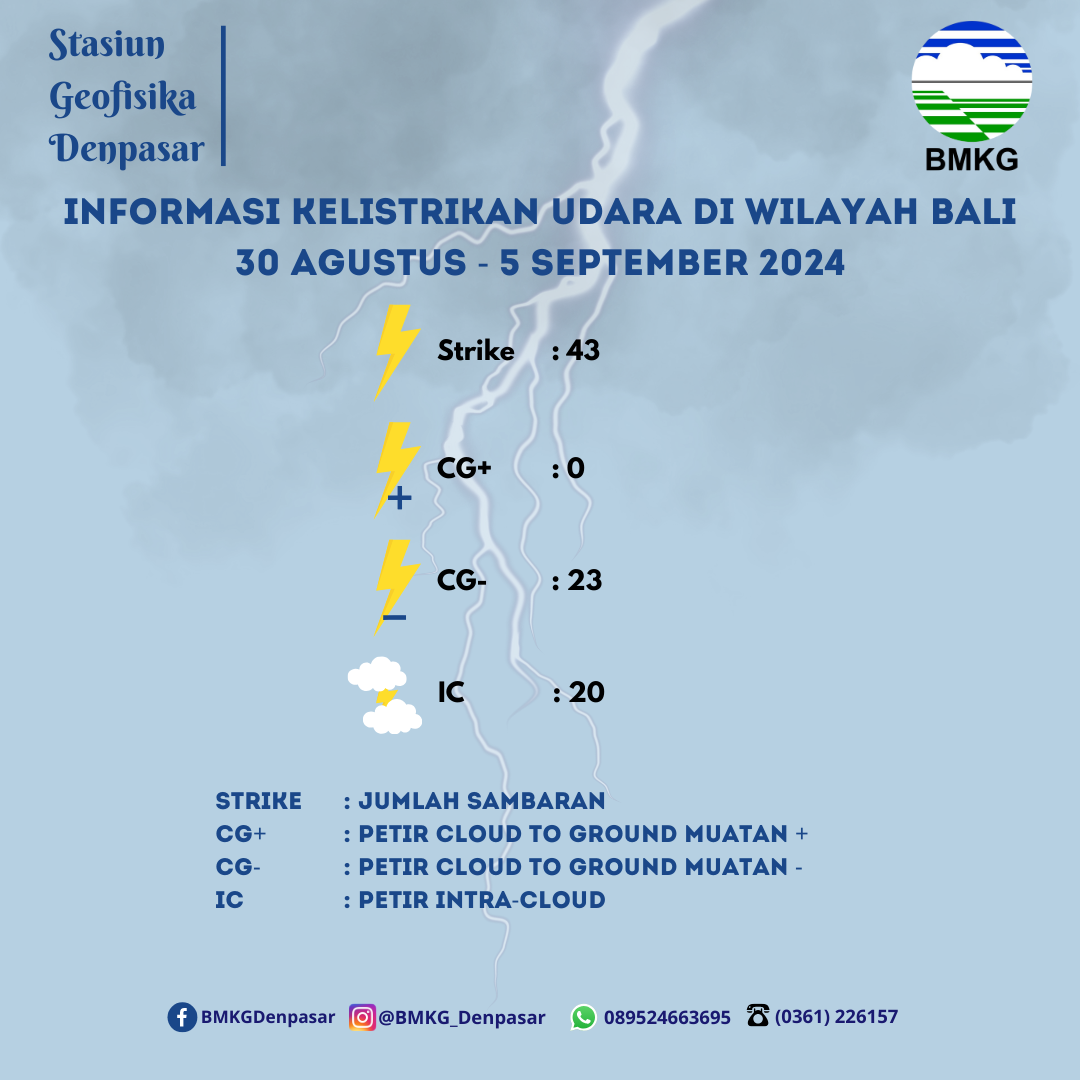 Stasiun
Geofisika
Denpasar
BMKG
INFORMASI KELISTRIKAN UDARA DI WILAYAH BALI
30 AGUSTUS - 5 SEPTEMBER 2024
Strike : 43
CG+ : 0
+
CG- : 23
-
IC : 20
STRIKE : JUMLAH SAMBARAN
CG+ : PETIR CLOUD TO GROUND MUATAN +
CG- : PETIR CLOUD TO GROUND MUATAN -
IC : PETIR INTRA-CLOUD
BMKGDenpasar @BMKG_Denpasar 089524663695 (0361) 226157